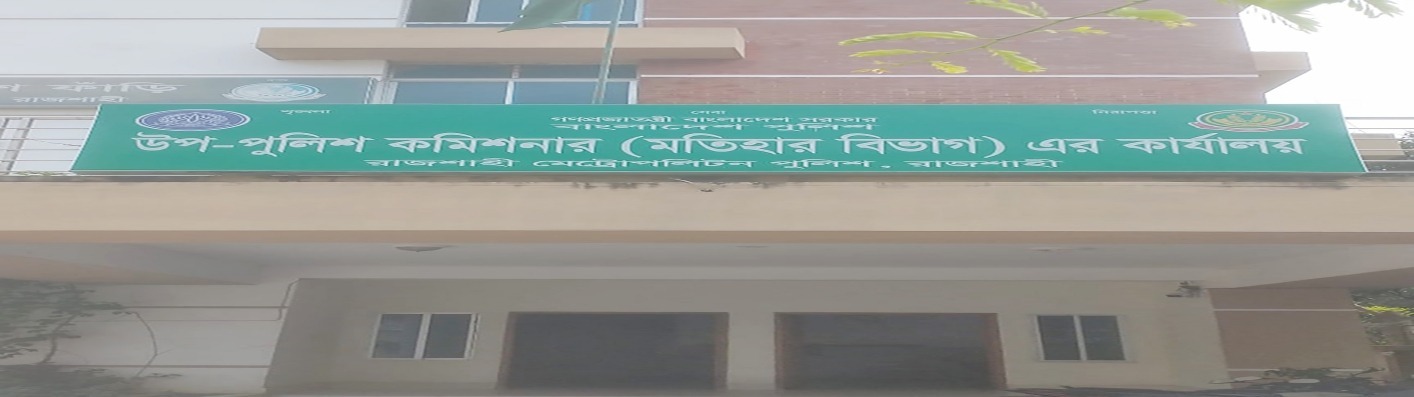 গ ফাঁড়ি
রাজশাহী
শৃঙ্খলা সেবা নিরাপত্তা
গণপ্রজাতন্ত্রী বাংলাদেশ সরকার
বাংলাদেশ পুলিশ
উপ-পুলিশ কমিশনার (মতিহার বিভাগ) এর কার্যালয়
রাজশাহী মেট্রোপলিটন পুলিশ, রাজশাহী